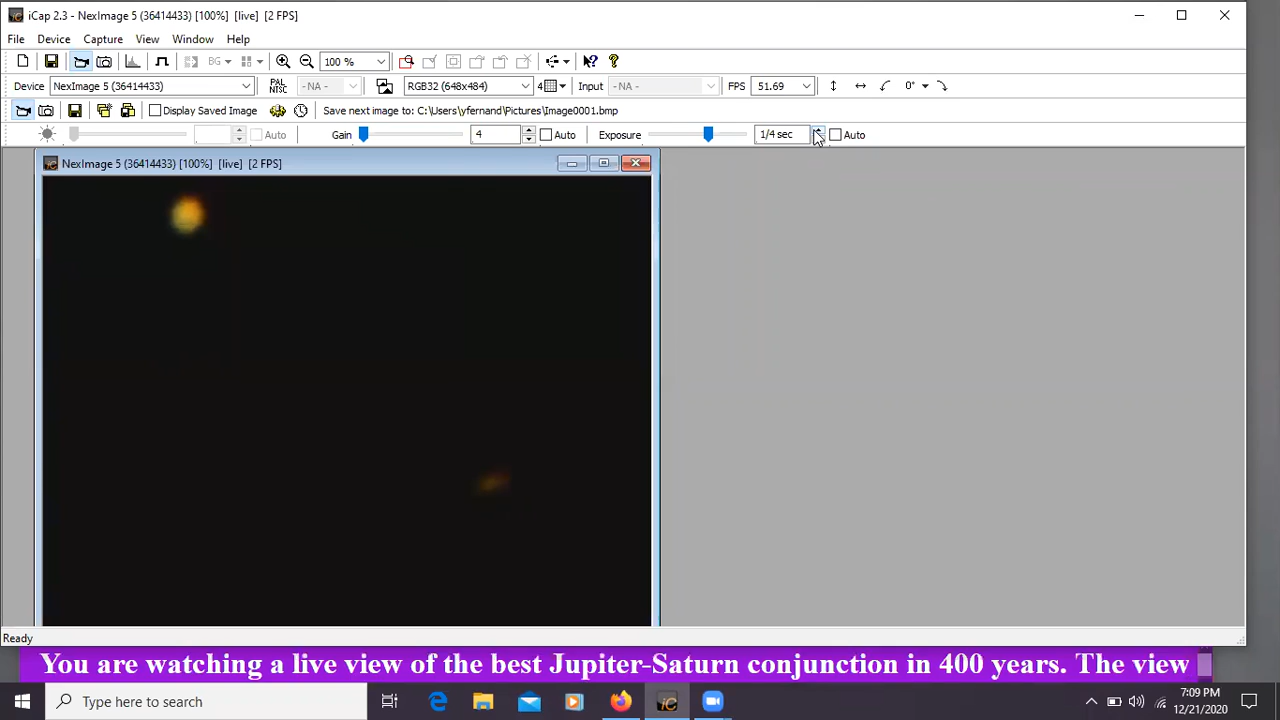 iCap 2.3 - NexImage 5 (36414433) [100%] [live] [2 FPS]
File Device Capture View Window Help
BG 100 %
Device NexImage 5 (36414433) PAL NTSC - NA - RGB32 (648x484) 4 Input - NA - FPS 51.69 0°
Display Saved Image Save next image to: C:\Users\yfernand\Pictures\Image0001.bmp
Auto Gain 4 Auto Exposure 1/4 sec Auto
NexImage 5 (36414433) [100%] [live] [2 FPS]
Ready
You are watching a live view of the best Jupiter-Saturn conjunction in 400 years. The view
Type here to search
7:09 PM
12/21/2020